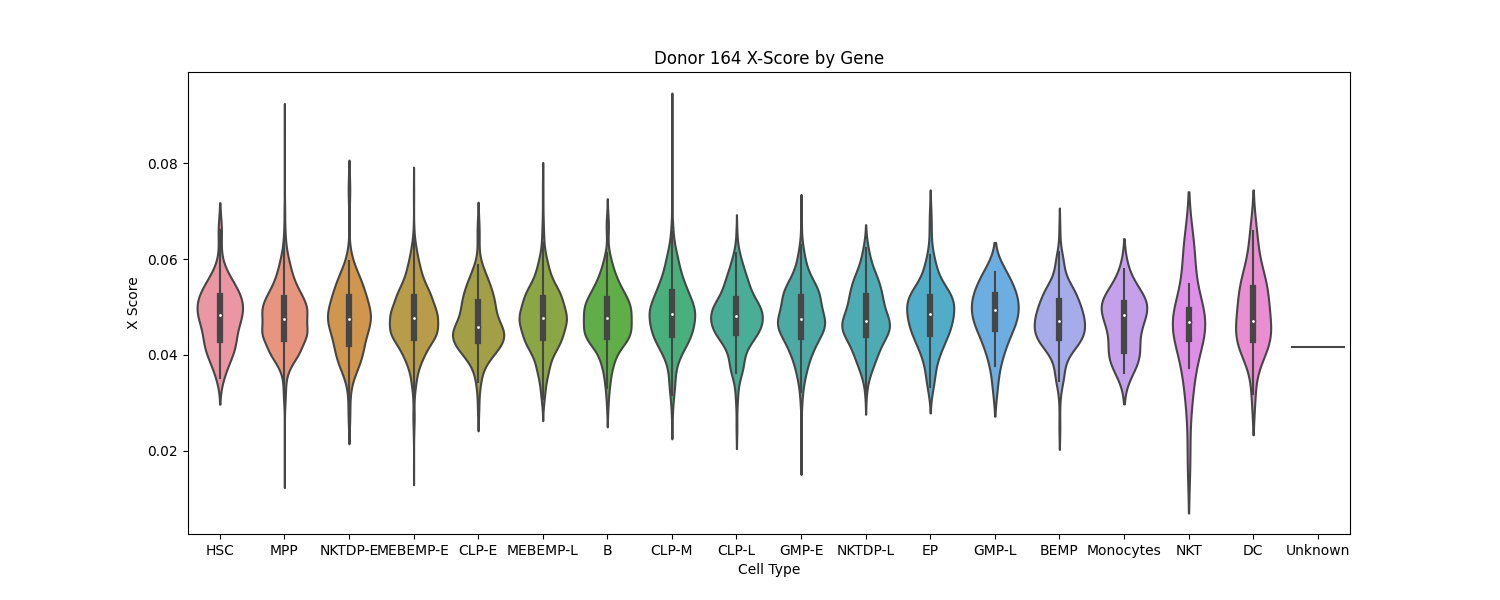 Donor 164 X-Score by Gene
X Score
0.08
0.06
0.04
0.02
HSC MPP NKTDP-E MEBEMP-E CLP-E MEBEMP-L B CLP-M CLP-L GMP-E NKTDP-L EP GMP-L BEMP Monocytes NKT DC Unknown
Cell Type